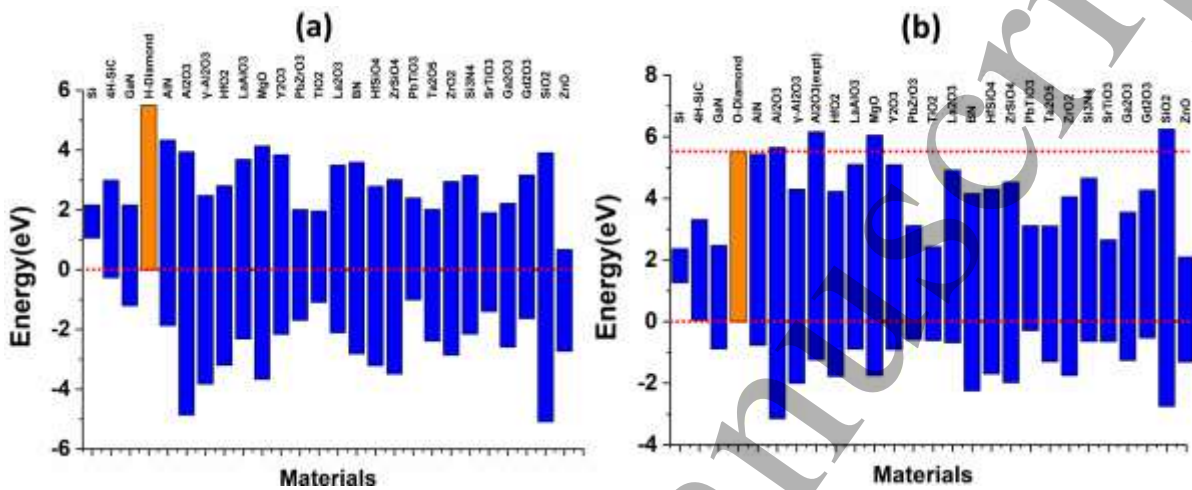 (a)
Si
4H-SiC
GaN
H-Diamond
AlN
Al2O3
γ-Al2O3
HfO2
LaAlO3
MgO
Y2O3
PbZrO3
TiO2
La2O3
BN
HfSiO4
ZrSiO4
PbTiO3
Ta2O5
ZrO2
Si3N4
SrTiO3
Ga2O3
Gd2O3
SiO2
ZnO
6
4
2
0
-2
-4
-6
Energy(eV)
Materials
(b)
Si
4H-SiC
GaN
O-Diamond
AlN
Al2O3
γ-Al2O3
Al2O3(expt)
HfO2
LaAlO3
MgO
Y2O3
PbZrO3
TiO2
La2O3
BN
HfSiO4
ZrSiO4
PbTiO3
Ta2O5
ZrO2
Si3N4
SrTiO3
Ga2O3
Gd2O3
SiO2
ZnO
8
6
4
2
0
-2
-4
Energy(eV)
Materials
nuscri